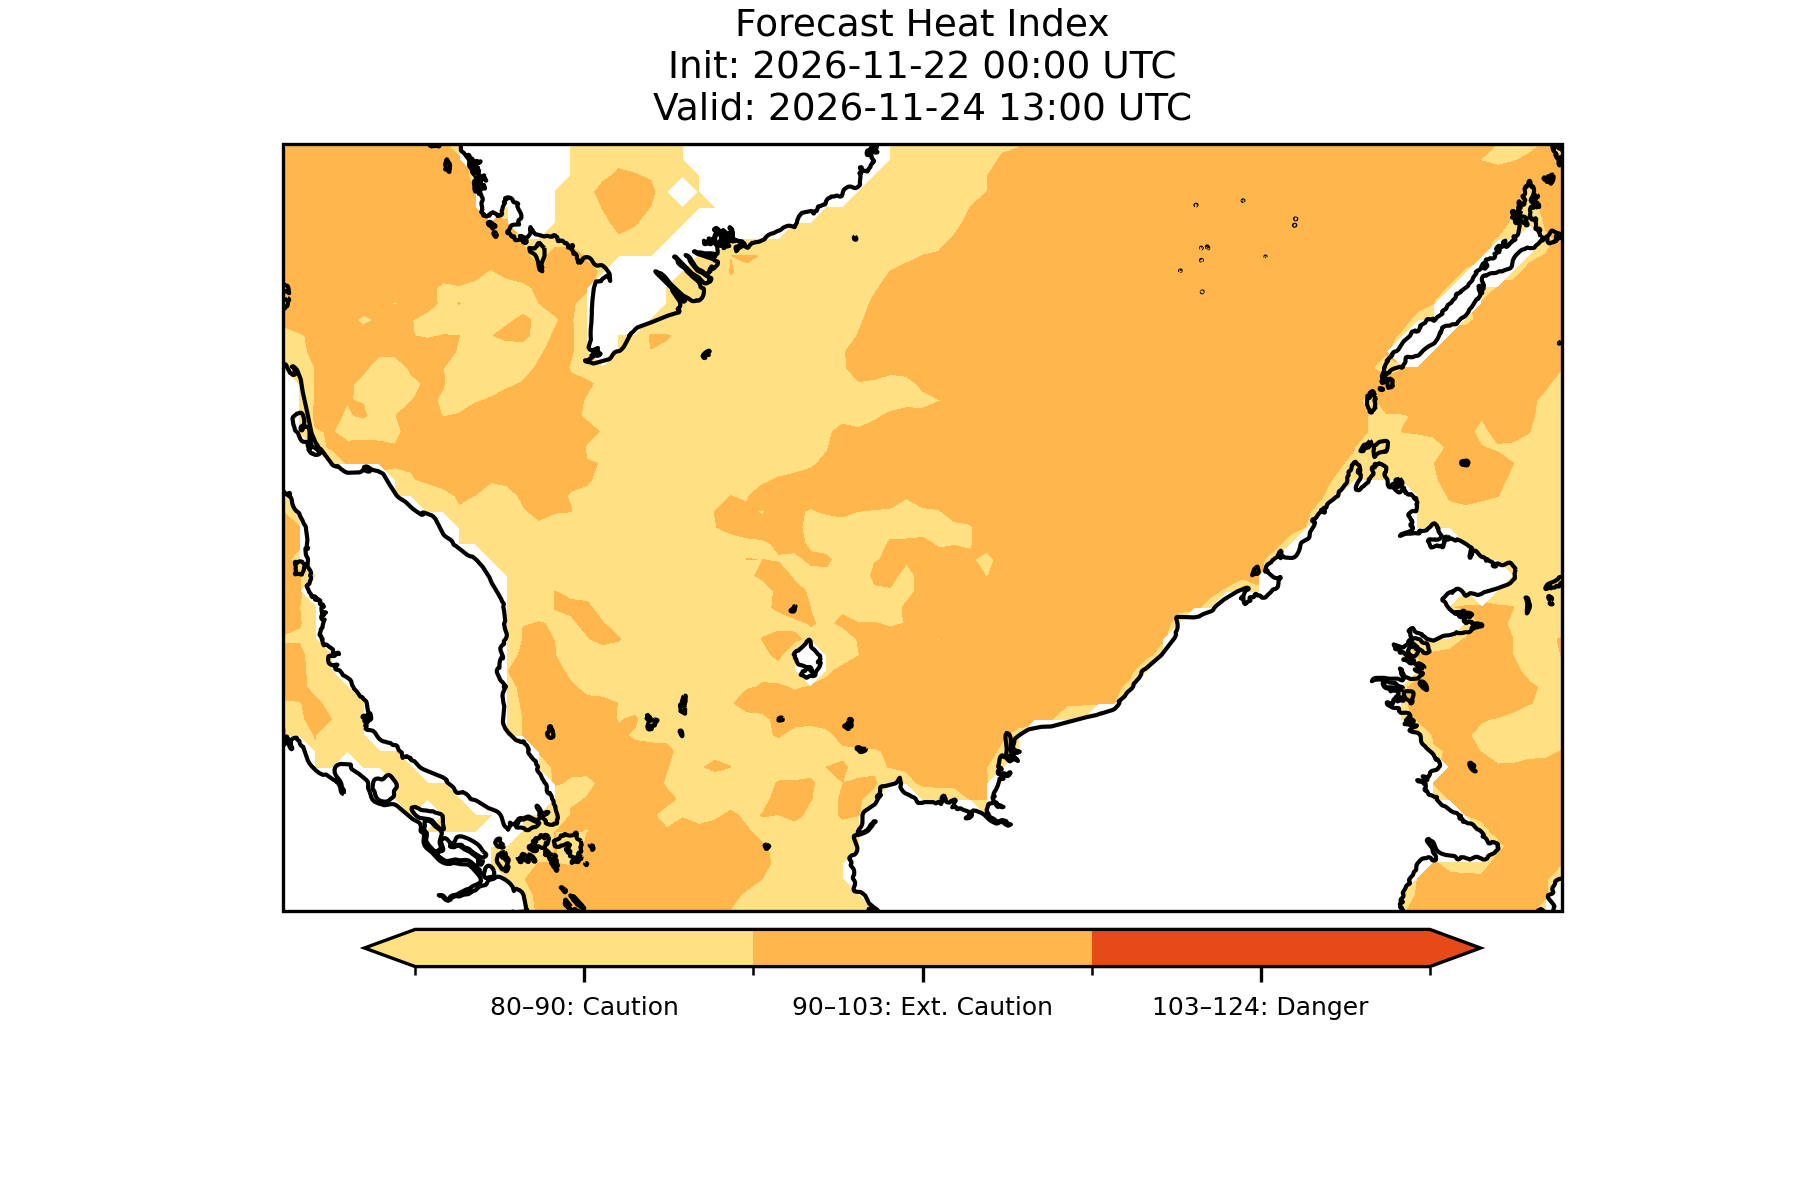 Forecast Heat Index
Init: 2026-11-22 00:00 UTC
Valid: 2026-11-24 13:00 UTC
80–90: Caution
90–103: Ext. Caution
103–124: Danger